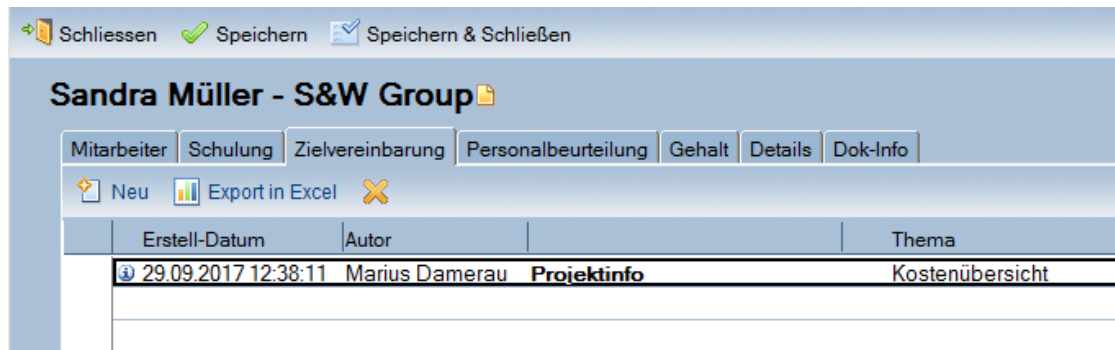 Schliessen Speichern Speichern & Schließen
Sandra Müller - S&W Group
Mitarbeiter Schulung Zielvereinbarung Personalbeurteilung Gehalt Details Dok-Info
Neu Export in Excel
Erstell-Datum Autor Thema
29.09.2017 12:38:11 Marius Damerau Projektinfo Kostenübersicht